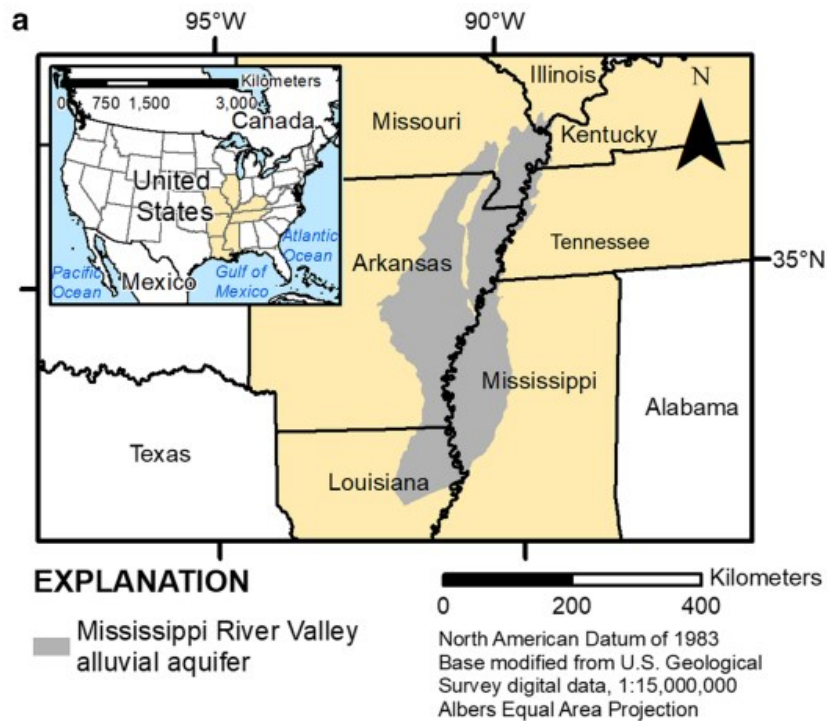 a
95°W
90°W
Kilometers
0 750 1,500 3,000
Canada
United
States
Atlantic
Ocean
Pacific
Ocean
Mexico
Gulf of
Mexico
Illinois
N
Missouri
Kentucky
Tennessee
Arkansas
35°N
Mississippi
Alabama
Texas
Louisiana
EXPLANATION
Mississippi River Valley
alluvial aquifer
Kilometers
0 200 400
North American Datum of 1983
Base modified from U.S. Geological
Survey digital data, 1:15,000,000
Albers Equal Area Projection